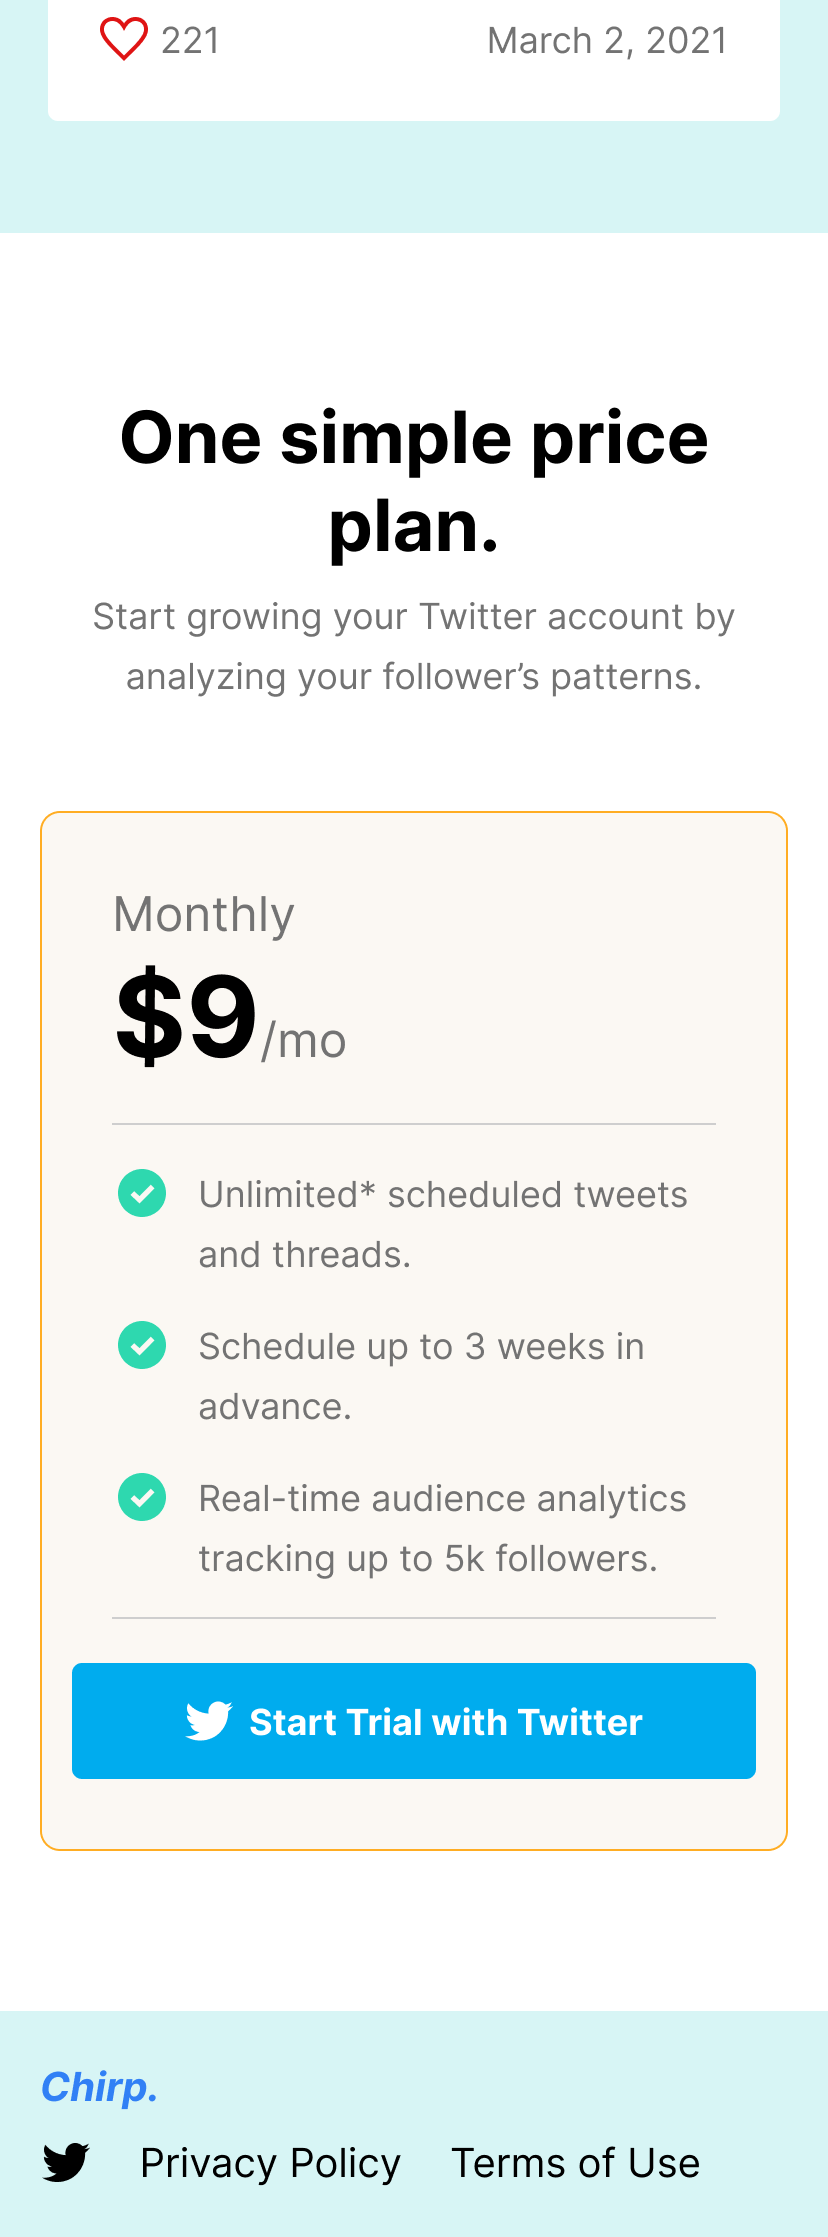 221 March 2, 2021
One simple price
plan.
Start growing your Twitter account by
analyzing your follower’s patterns.
Monthly
$9/mo
Unlimited* scheduled tweets
and threads.
Schedule up to 3 weeks in
advance.
Real-time audience analytics
tracking up to 5k followers.
Start Trial with Twitter
Chirp.
Privacy Policy Terms of Use